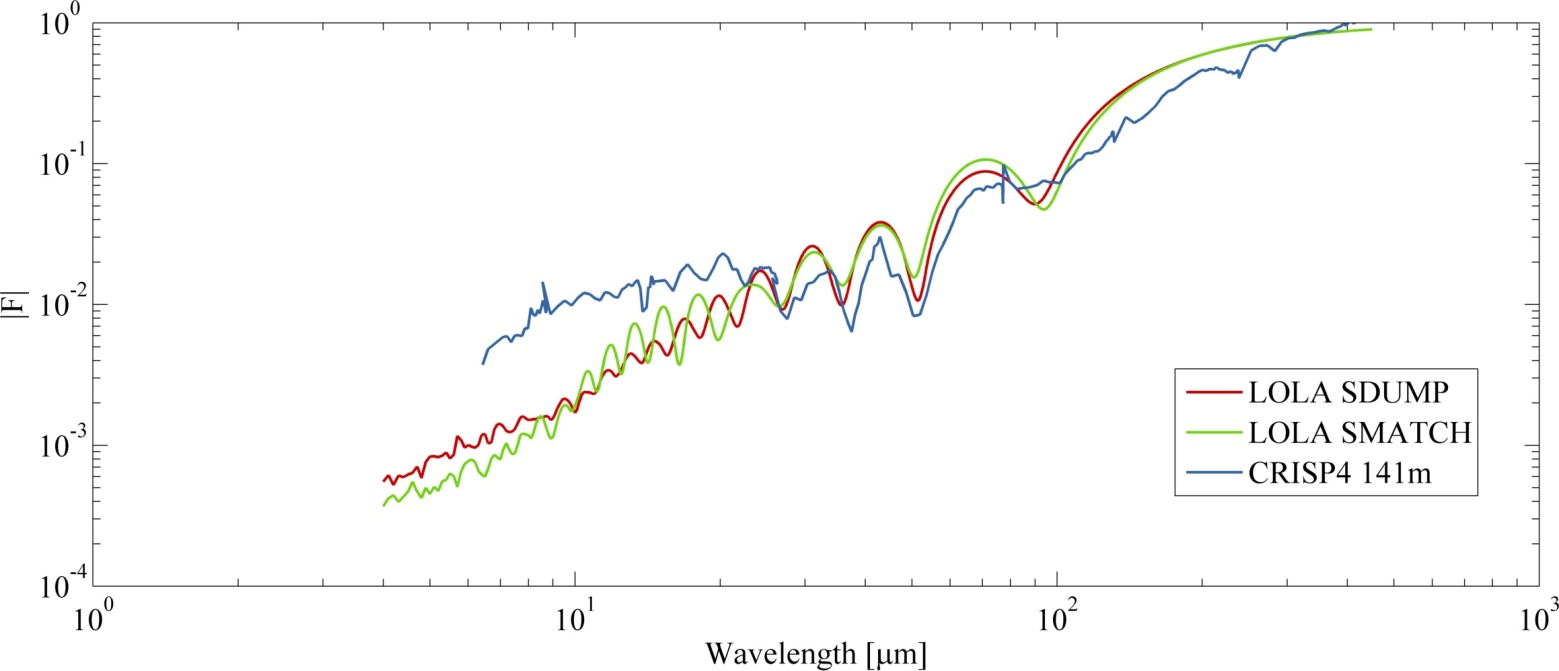 10^0
10^-1
10^-2
10^-3
10^-4
|F|
10^0 10^1 10^2 10^3
Wavelength [μm]
LOLA SDUMP
LOLA SMATCH
CRISP4 141m